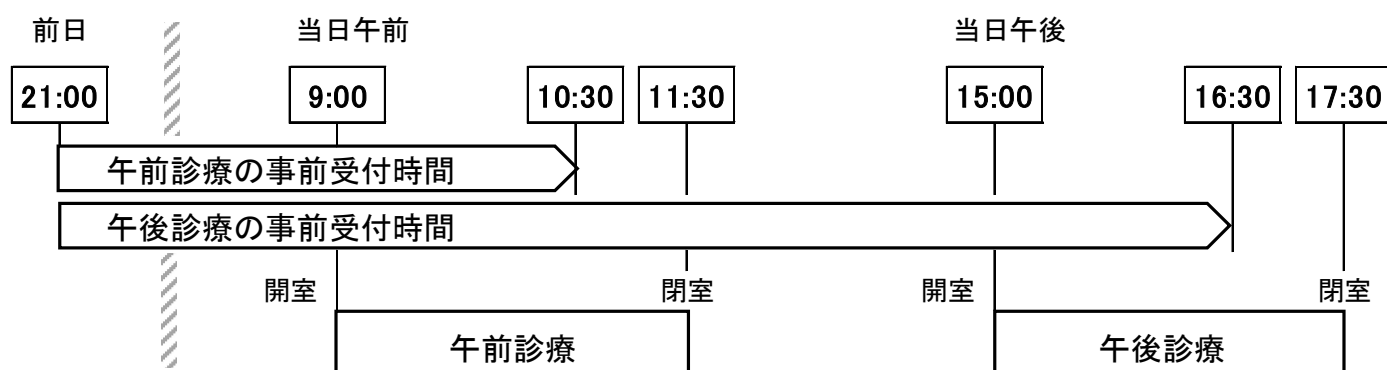 前日 当日午前 当日午後
21:00 9:00 10:30 11:30 15:00 16:30 17:30
午前診療の事前受付時間
午後診療の事前受付時間
開室 閉室 開室 閉室
午前診療 午後診療